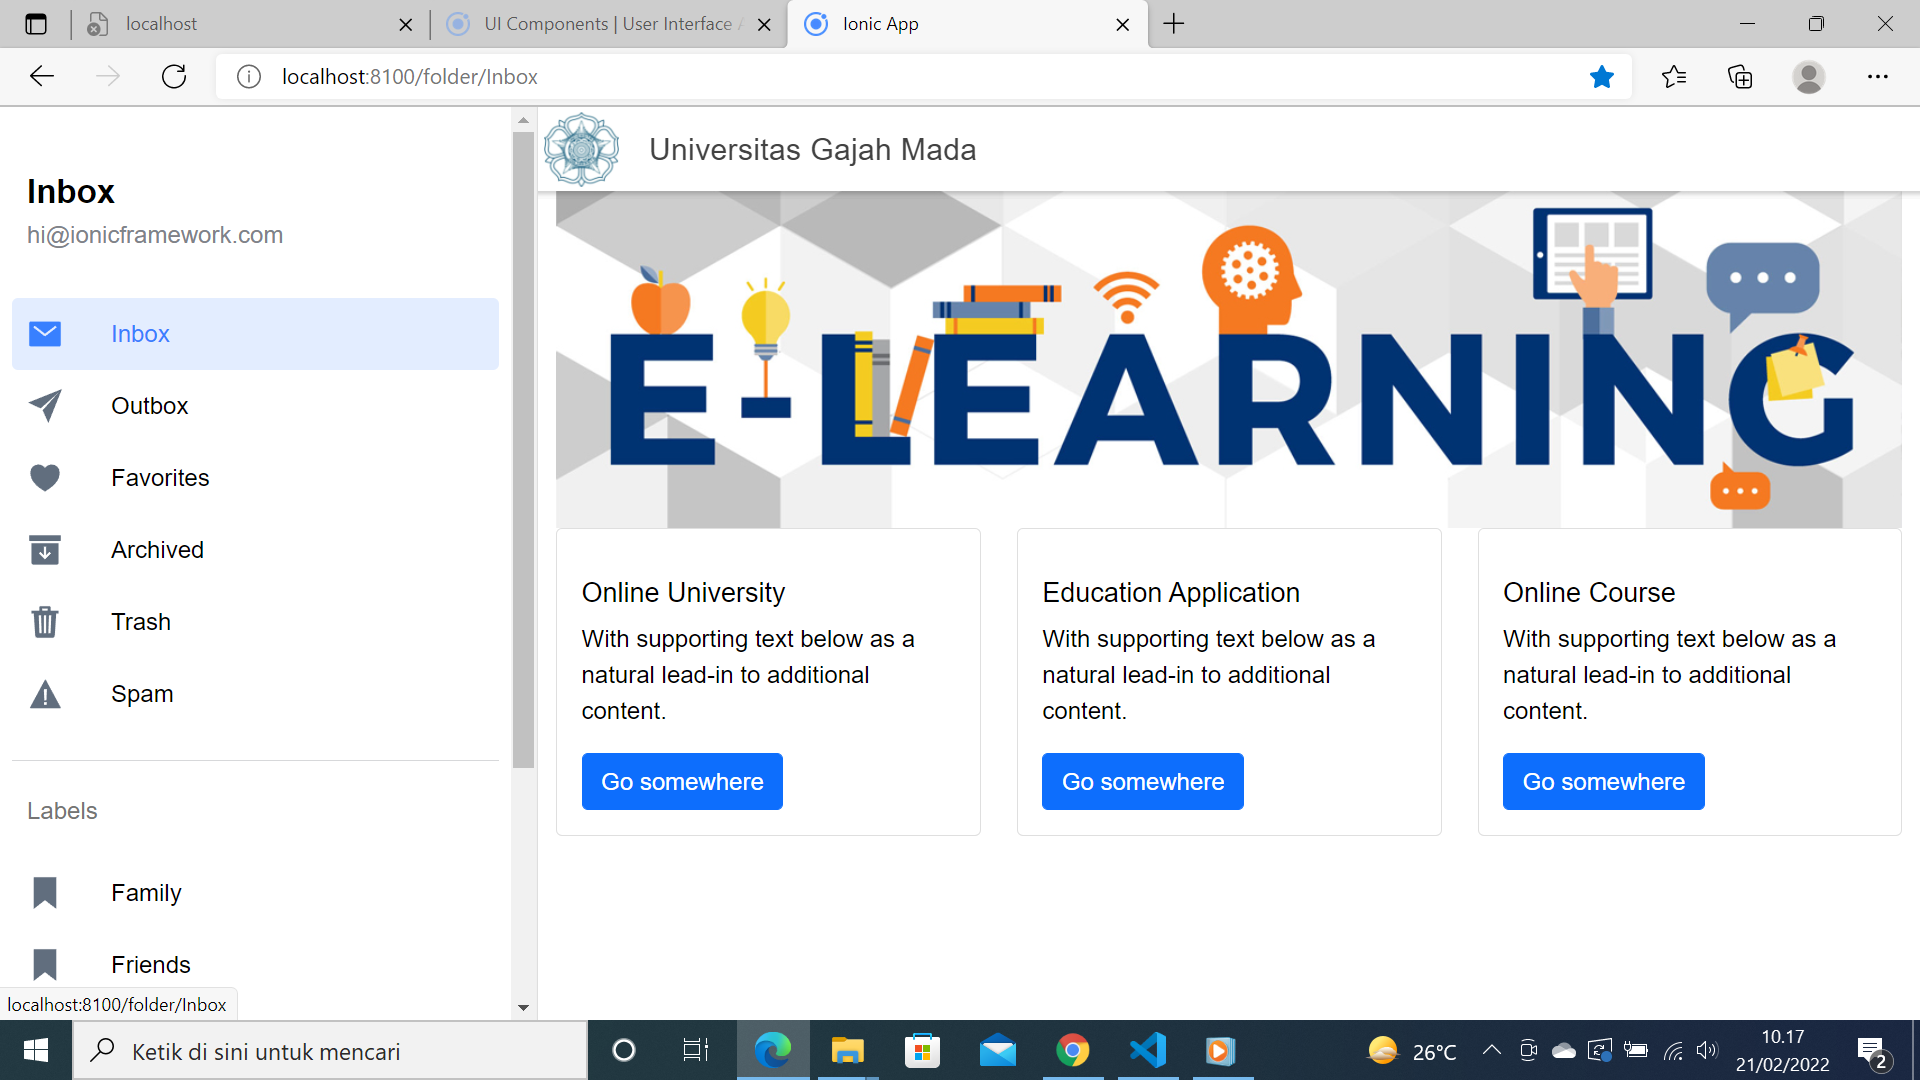 localhost
UI Components | User Interface A
Ionic App
localhost:8100/folder/Inbox
Inbox
hi@ionicframework.com
Inbox
Outbox
Favorites
Archived
Trash
Spam
Labels
Family
Friends
localhost:8100/folder/Inbox
Universitas Gajah Mada
E-LEARNING
Online University
With supporting text below as a
natural lead-in to additional
content.
Go somewhere
Education Application
With supporting text below as a
natural lead-in to additional
content.
Go somewhere
Online Course
With supporting text below as a
natural lead-in to additional
content.
Go somewhere
Ketik di sini untuk mencari
26°C
10.17
21/02/2022
2